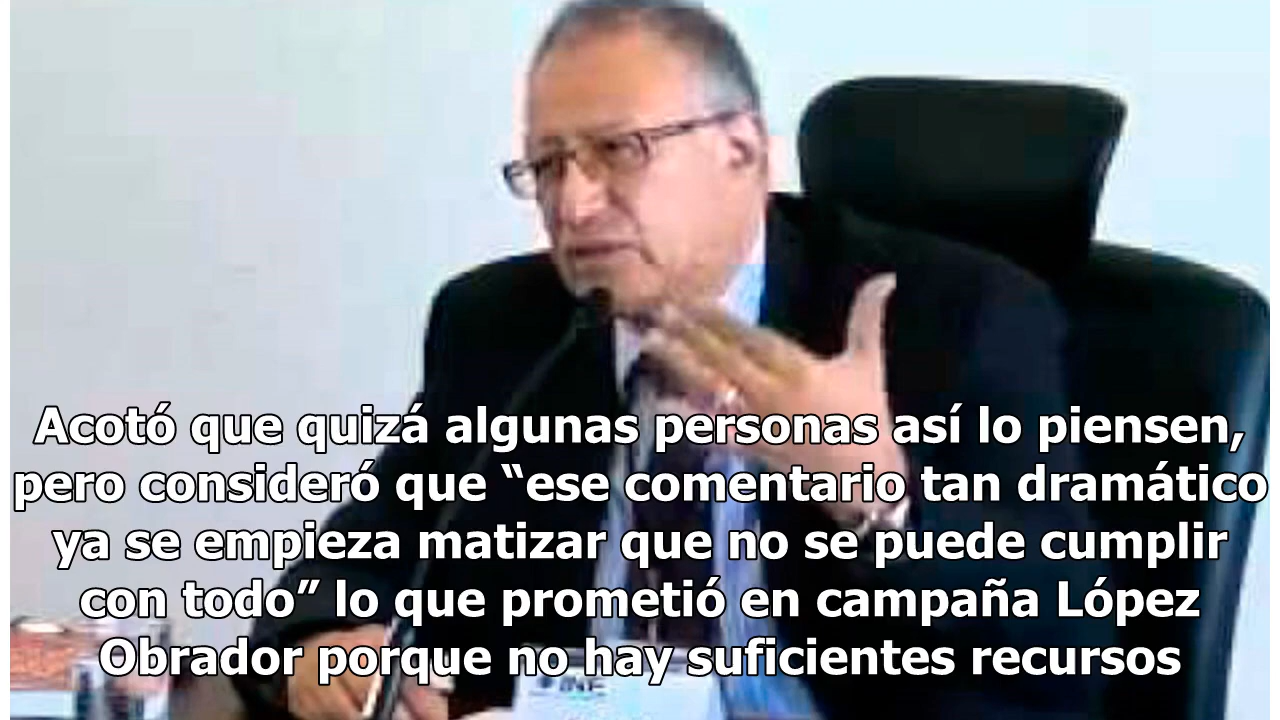 Acotó que quizá algunas personas así lo piensen,
pero consideró que “ese comentario tan dramático
ya se empieza matizar que no se puede cumplir
con todo” lo que prometió en campaña López
Obrador porque no hay suficientes recursos
INE